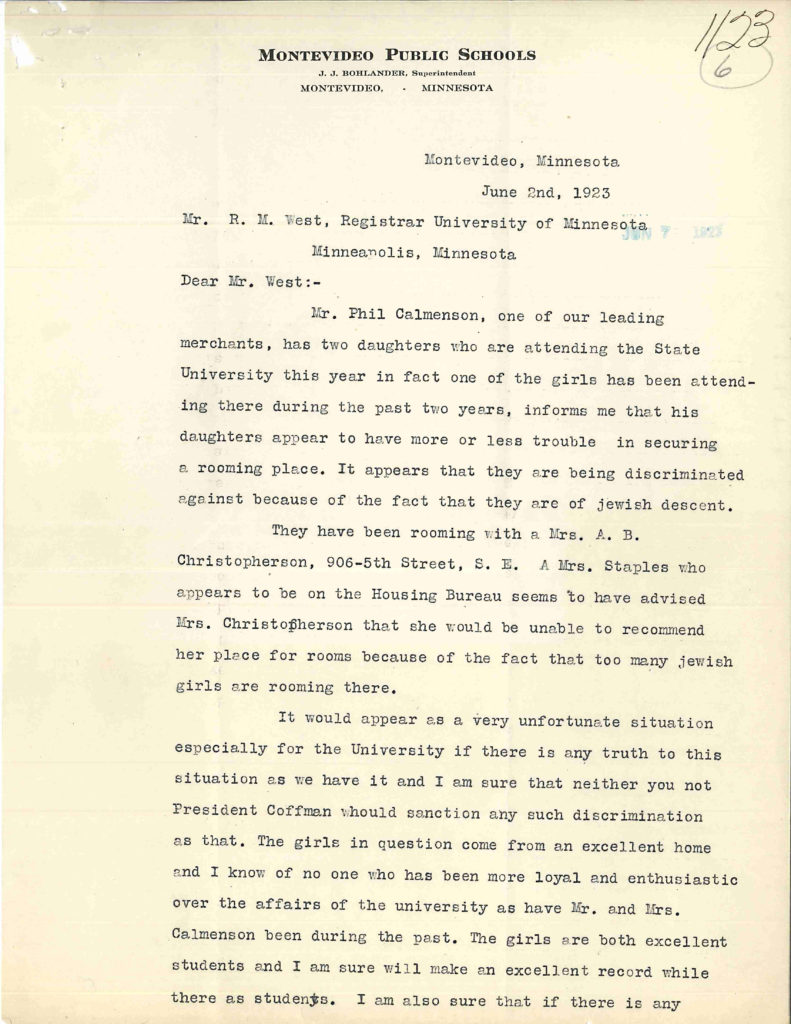 1123
6
MONTEVIDEO PUBLIC SCHOOLS
J. J. BOHLANDER, Superintendent
MONTEVIDEO, - MINNESOTA
Montevideo, Minnesota
June 2nd, 1923
Mr. R. M. West, Registrar University of Minnesota
JUN 7 1923
Minneapolis, Minnesota
Dear Mr. West:-
Mr. Phil Calmenson, one of our leading
merchants, has two daughters who are attending the State
University this year in fact one of the girls has been attend-
ing there during the past two years, informs me that his
daughters appear to have more or less trouble in securing
a rooming place. It appears that they are being discriminated
against because of the fact that they are of jewish descent.
They have been rooming with a Mrs. A. B.
Christopherson, 906-5th Street, S. E. A Mrs. Staples who
appears to be on the Housing Bureau seems to have advised
Mrs. Christopherson that she would be unable to recommend
her place for rooms because of the fact that too many jewish
girls are rooming there.
It would appear as a very unfortunate situation
especially for the University if there is any truth to this
situation as we have it and I am sure that neither you not
President Coffman whould sanction any such discrimination
as that. The girls in question come from an excellent home
and I know of no one who has been more loyal and enthusiastic
over the affairs of the university as have Mr. and Mrs.
Calmenson been during the past. The girls are both excellent
students and I am sure will make an excellent record while
there as students. I am also sure that if there is any